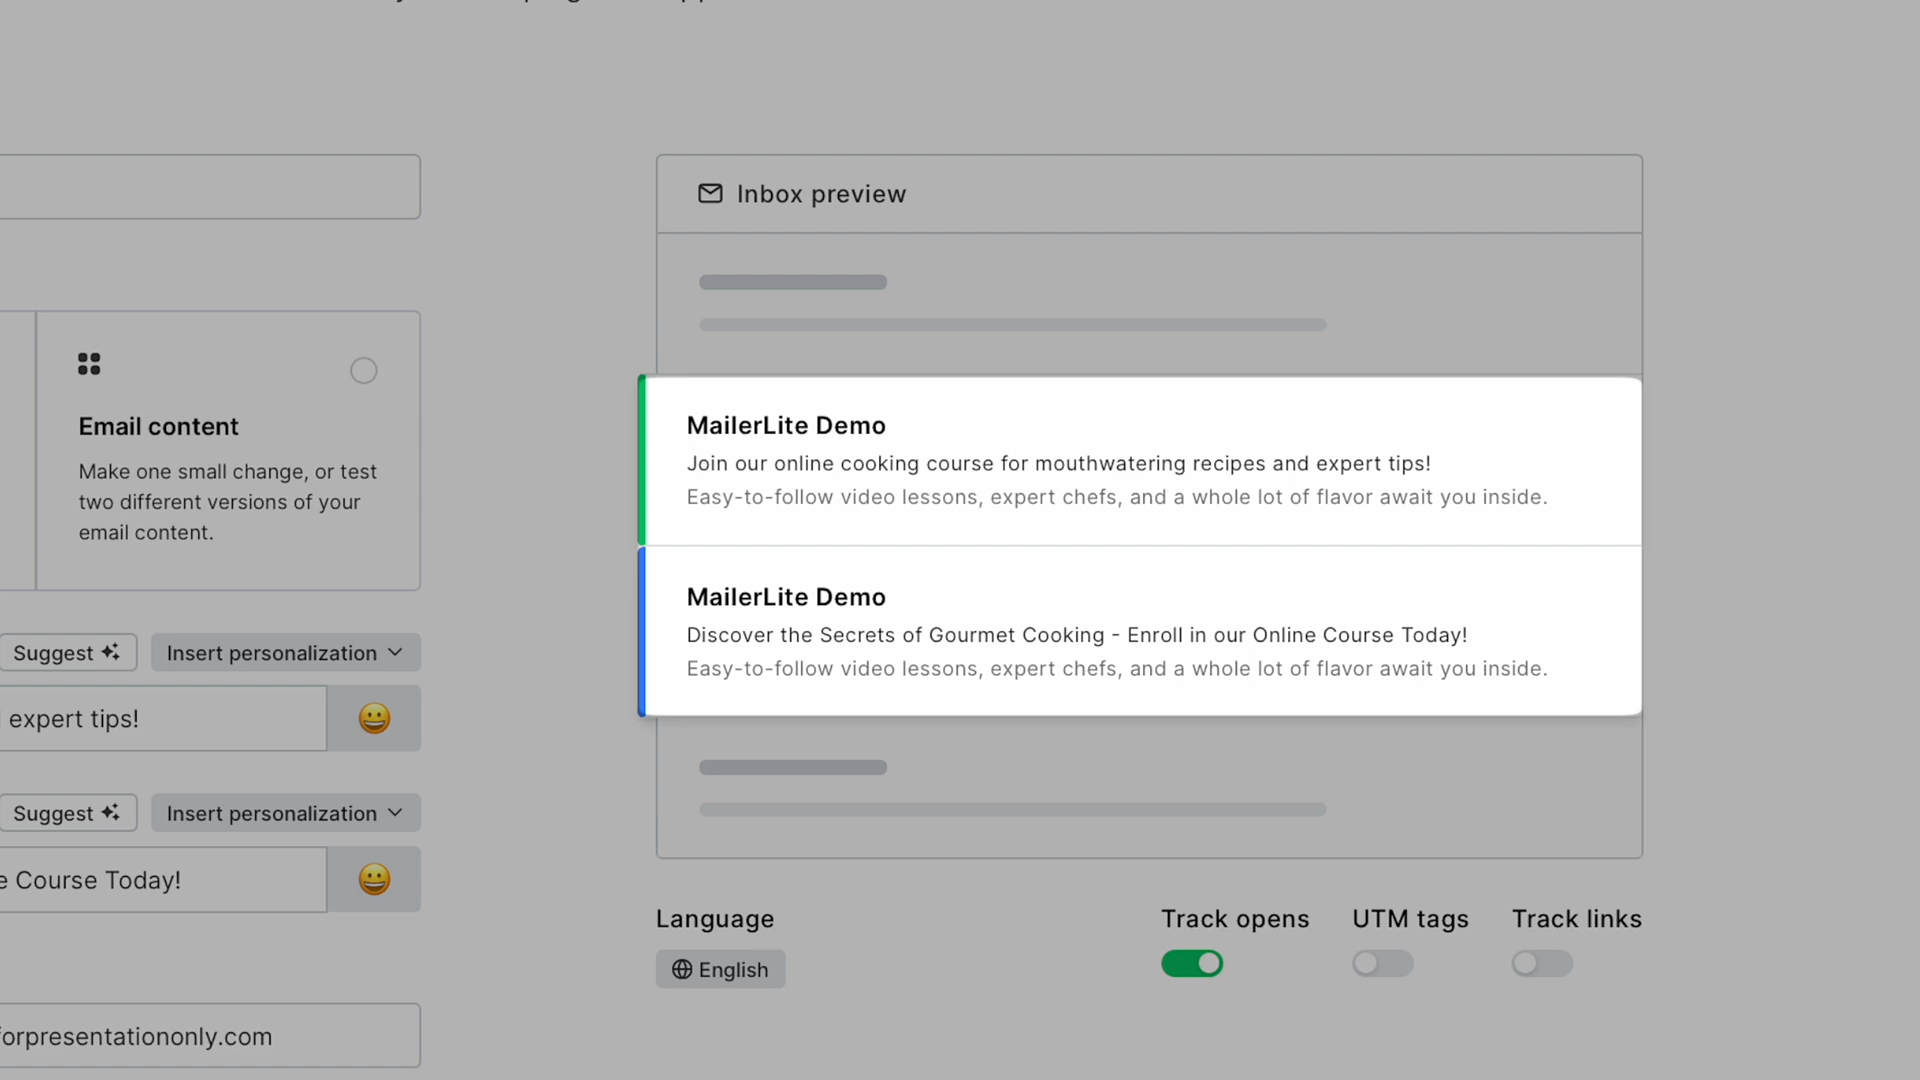 Inbox preview
Email content
Make one small change, or test
two different versions of your
email content.
MailerLite Demo
Join our online cooking course for mouthwatering recipes and expert tips!
Easy-to-follow video lessons, expert chefs, and a whole lot of flavor await you inside.
MailerLite Demo
Discover the Secrets of Gourmet Cooking - Enroll in our Online Course Today!
Easy-to-follow video lessons, expert chefs, and a whole lot of flavor await you inside.
Suggest Insert personalization
expert tips!
Suggest Insert personalization
e Course Today!
Language
English
Track opens UTM tags Track links
forpresentationonly.com